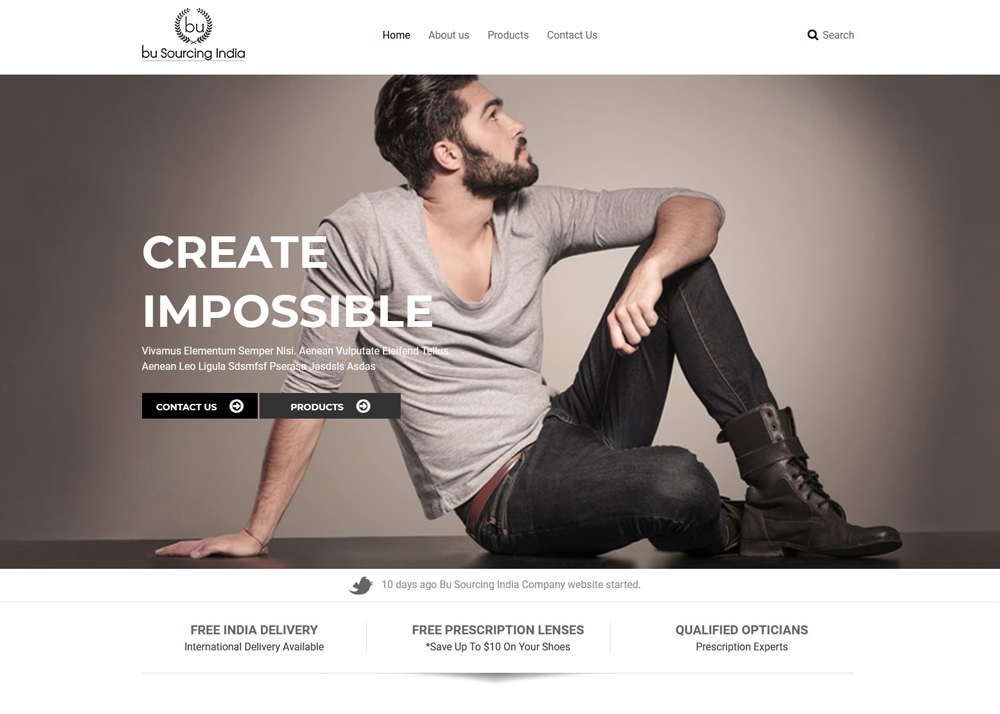 bu
bu Sourcing India
Home
About us
Products
Contact Us
Search
CREATE
IMPOSSIBLE
Vivamus Elementum Semper Nisi. Aenean Vulputate Eleifend Tellus.
Aenean Leo Ligula Sdsmfsf Pserasa Jasdsls Asdas
CONTACT US
PRODUCTS
10 days ago Bu Sourcing India Company website started.
FREE INDIA DELIVERY
International Delivery Available
FREE PRESCRIPTION LENSES
*Save Up To $10 On Your Shoes
QUALIFIED OPTICIANS
Prescription Experts